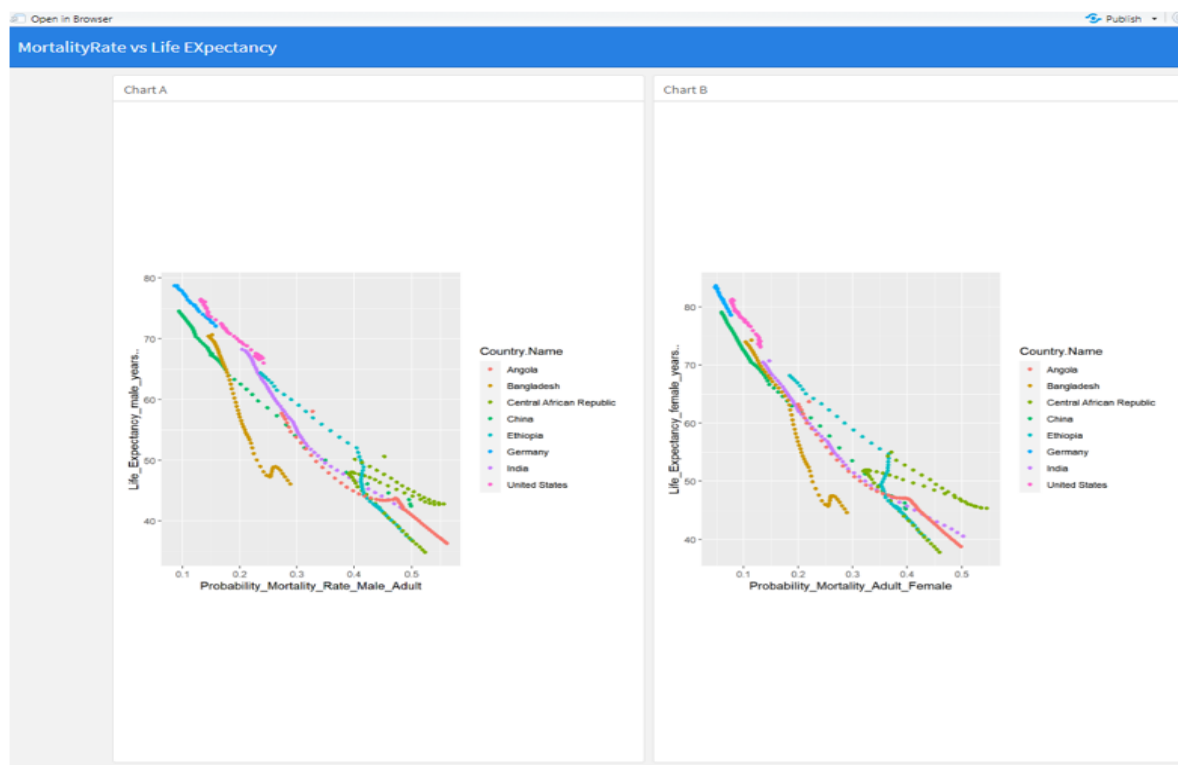 Open in Browser
Publish
MortalityRate vs Life EXpectancy
Chart A
80
70
60
50
40
Life_Expectancy_male_years..
0.1 0.2 0.3 0.4 0.5
Probability_Mortality_Rate_Male_Adult
Country.Name
Angola
Bangladesh
Central African Republic
China
Ethiopia
Germany
India
United States
Chart B
80
70
60
50
40
Life_Expectancy_female_years..
0.1 0.2 0.3 0.4 0.5
Probability_Mortality_Adult_Female
Country.Name
Angola
Bangladesh
Central African Republic
China
Ethiopia
Germany
India
United States